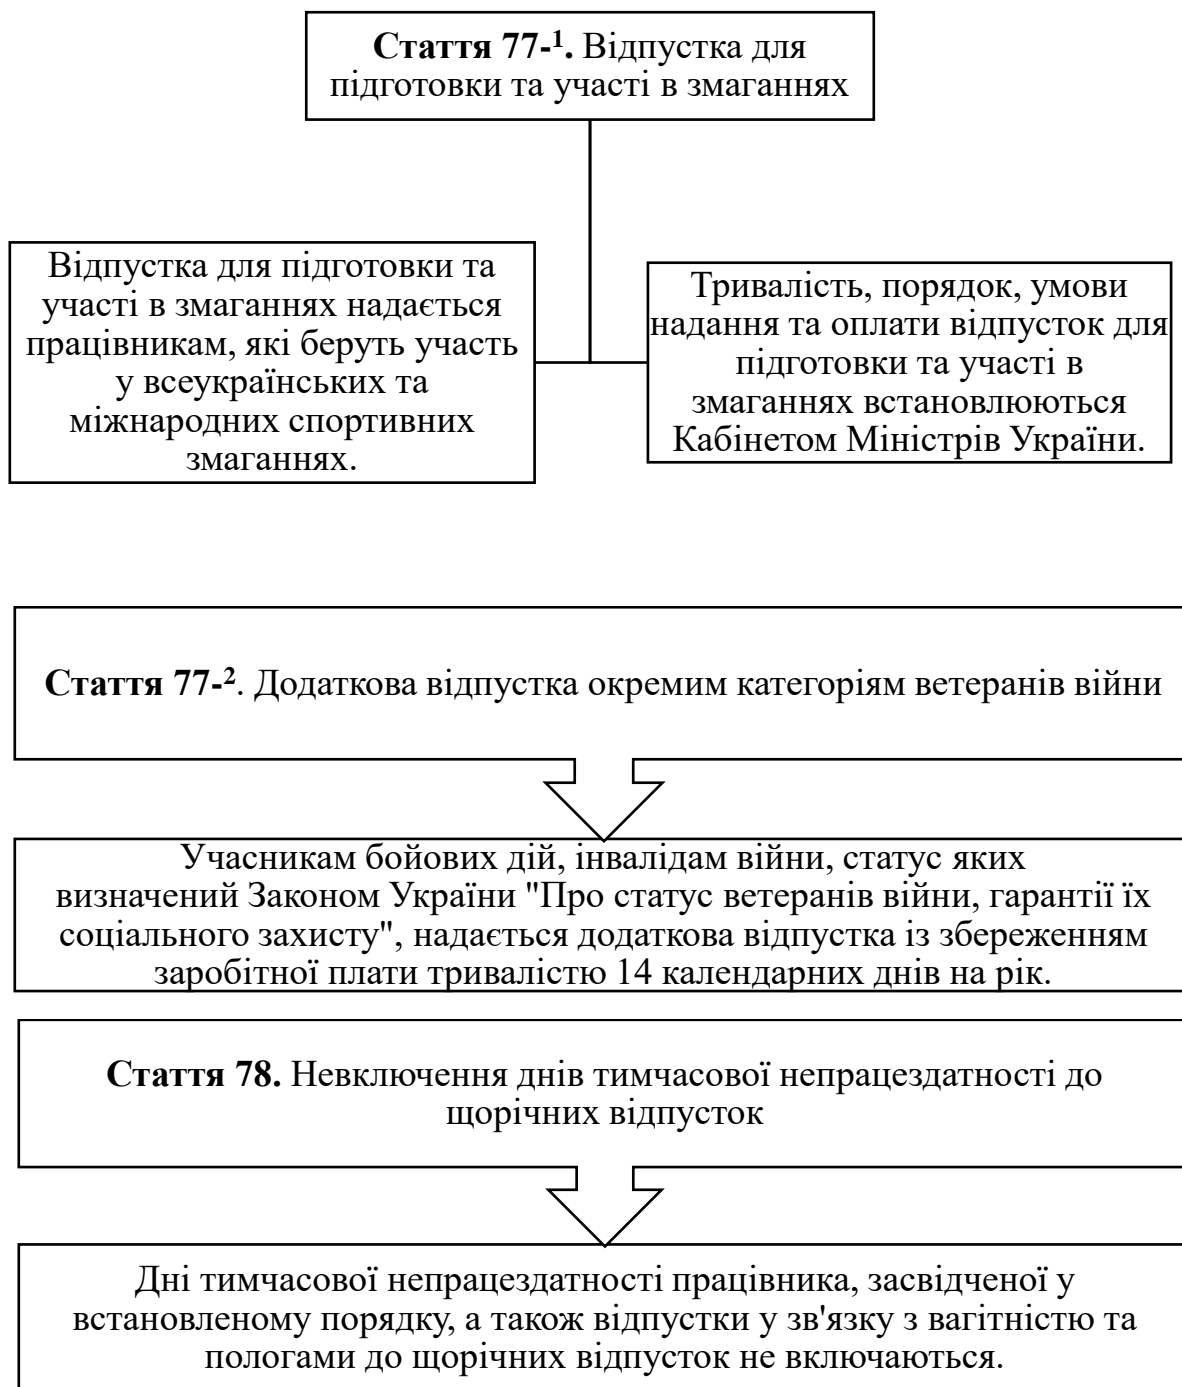 Стаття 77-¹. Відпустка для
підготовки та участі в змаганнях
Відпустка для підготовки та
участі в змаганнях надається
працівникам, які беруть участь
у всеукраїнських та
міжнародних спортивних
змаганнях.
Тривалість, порядок, умови
надання та оплати відпусток для
підготовки та участі в
змаганнях встановлюються
Кабінетом Міністрів України.
Стаття 77-². Додаткова відпустка окремим категоріям ветеранів війни
Учасникам бойових дій, інвалідам війни, статус яких
визначений Законом України "Про статус ветеранів війни, гарантії їх
соціального захисту", надається додаткова відпустка із збереженням
заробітної плати тривалістю 14 календарних днів на рік.
Стаття 78. Невключення днів тимчасової непрацездатності до
щорічних відпусток
Дні тимчасової непрацездатності працівника, засвідченої у
встановленому порядку, а також відпустки у зв'язку з вагітністю та
пологами до щорічних відпусток не включаються.